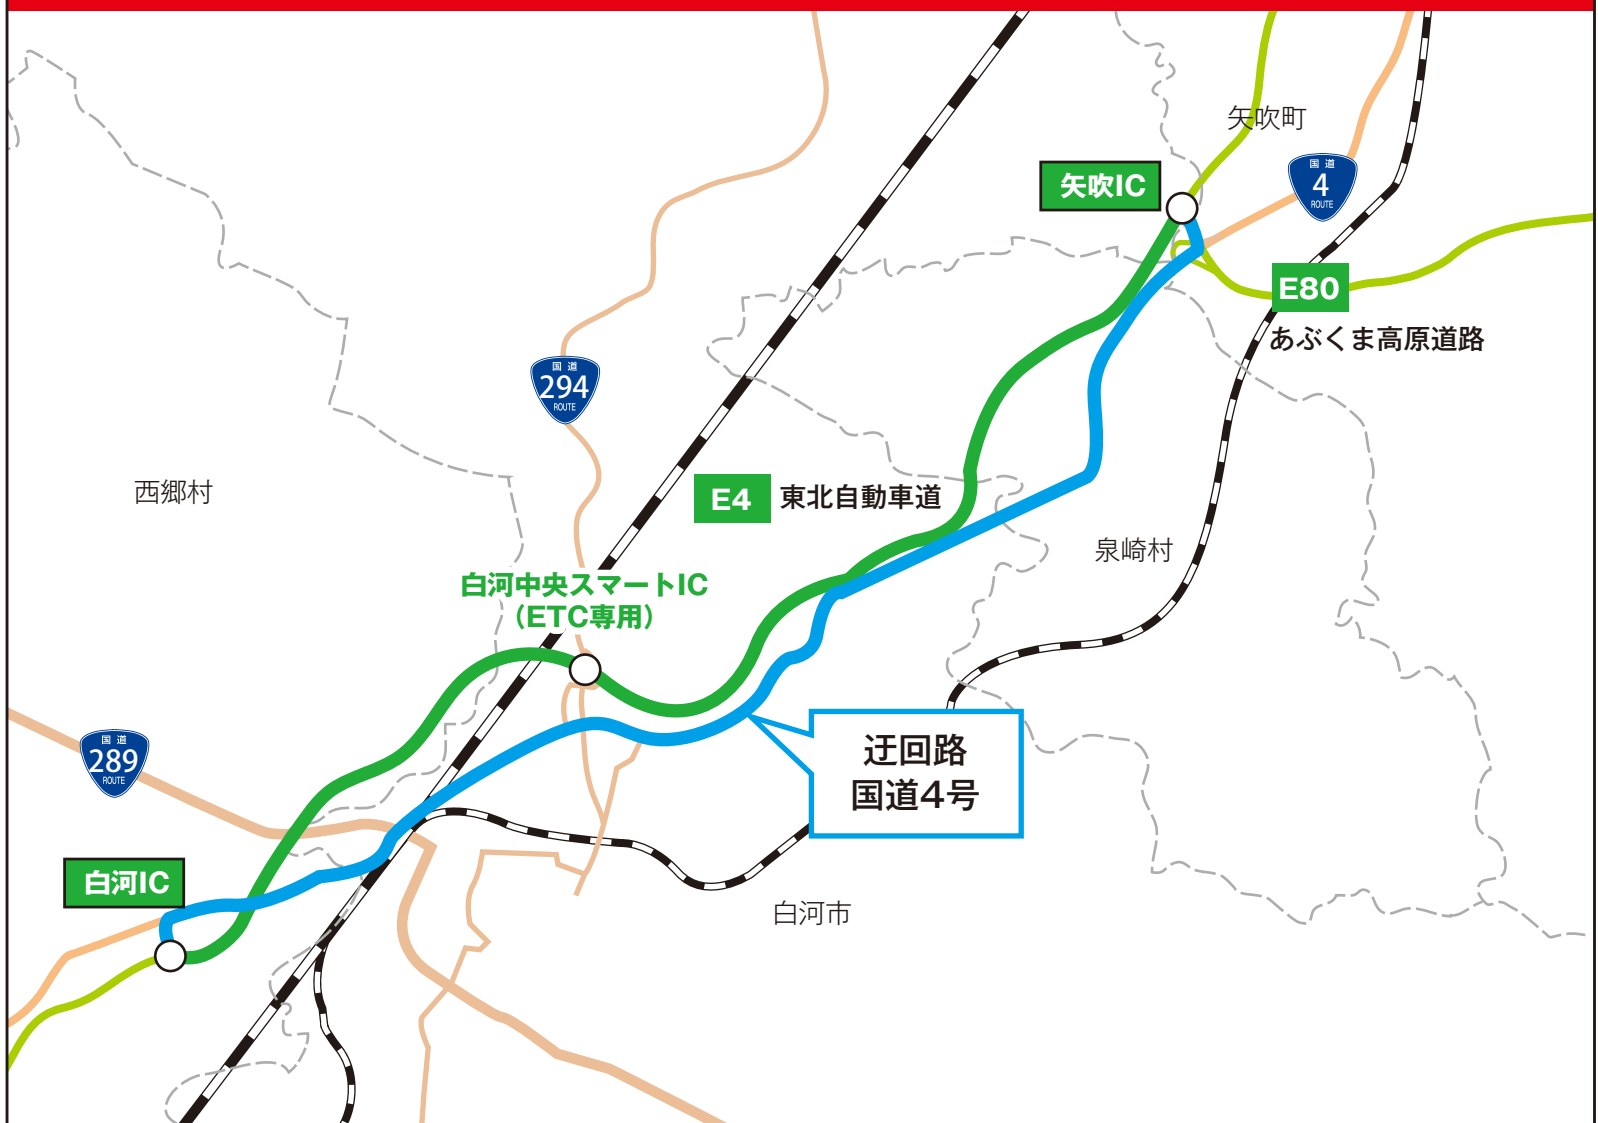 矢吹町
国道
4
ROUTE
矢吹IC
E80
あぶくま高原道路
国道
294
ROUTE
西郷村
E4 東北自動車道
泉崎村
白河中央スマートIC
(ETC専用)
国道
289
ROUTE
迂回路
国道4号
白河IC
白河市